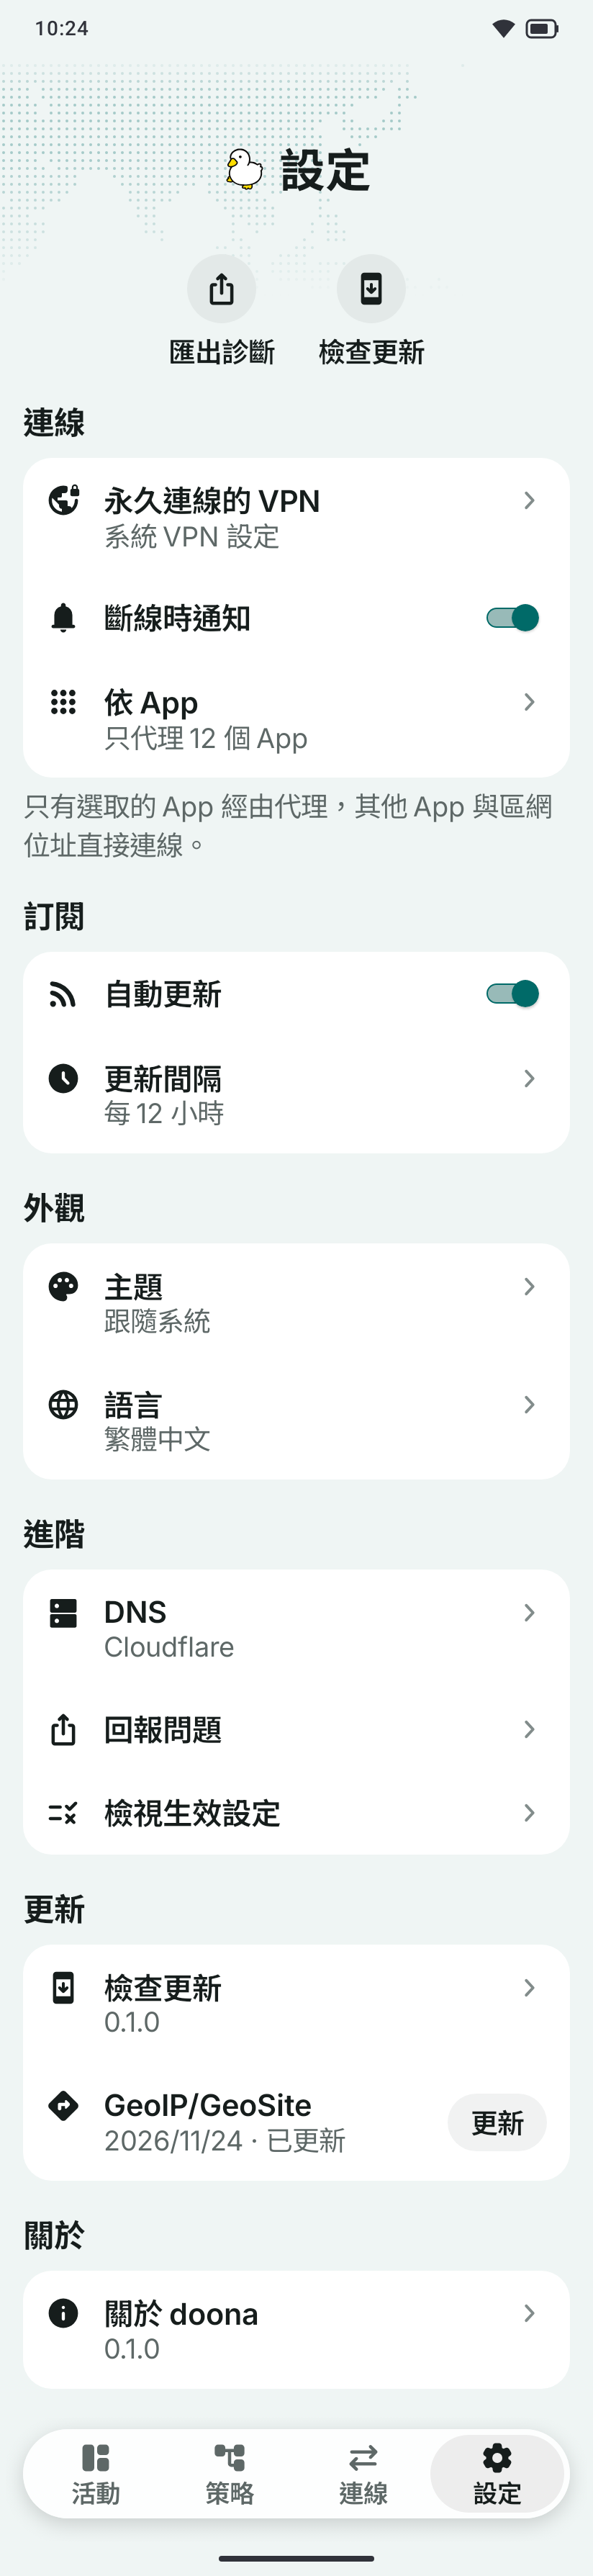 10:24
設定
匯出診斷
檢查更新
連線
永久連線的 VPN
系統 VPN 設定
斷線時通知
依 App
只代理 12 個 App
只有選取的 App 經由代理，其他 App 與區網
位址直接連線。
訂閱
自動更新
更新間隔
每 12 小時
外觀
主題
跟隨系統
語言
繁體中文
進階
DNS
Cloudflare
回報問題
檢視生效設定
更新
檢查更新
0.1.0
GeoIP/GeoSite
2026/11/24 · 已更新
更新
關於
關於 doona
0.1.0
活動
策略
連線
設定